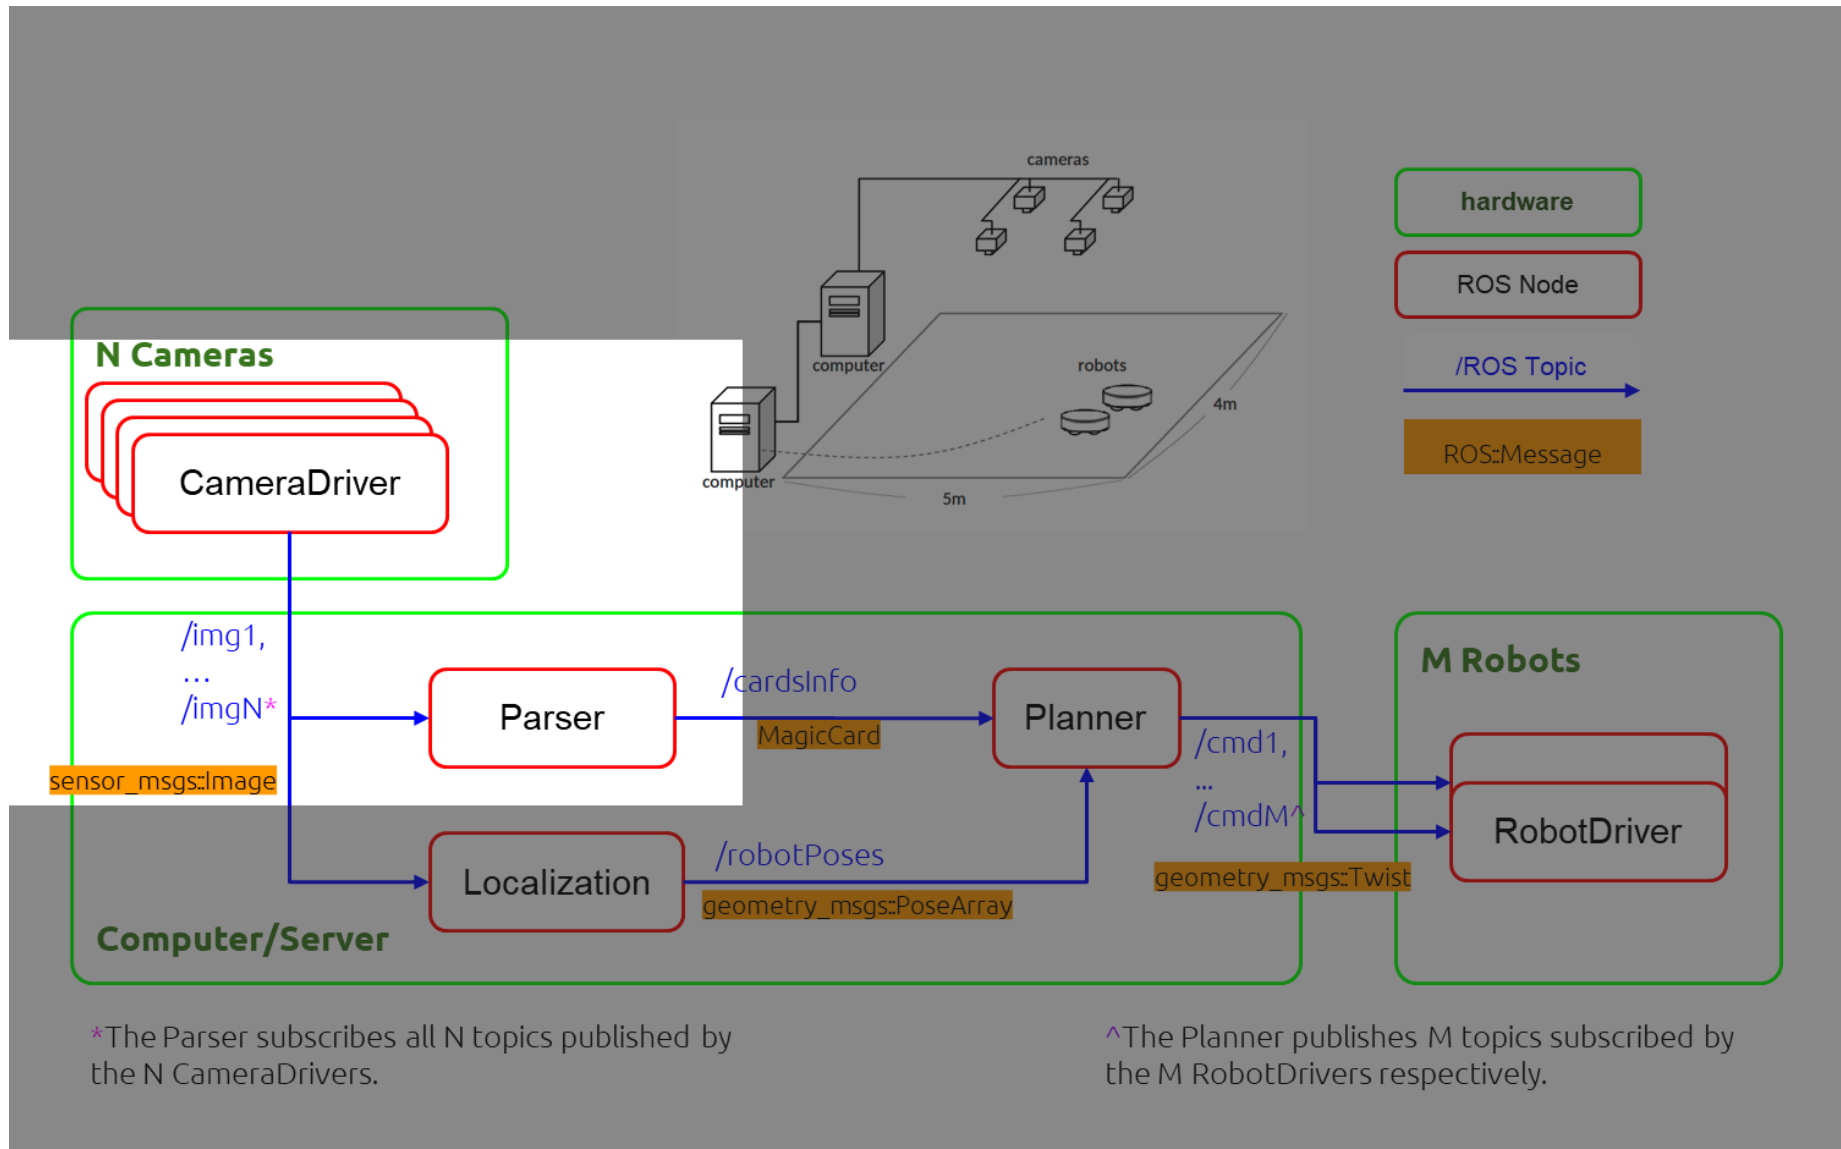 cameras
computer
computer
robots
4m
5m
hardware
ROS Node
/ROS Topic
ROS::Message
N Cameras
CameraDriver
/img1,
...
/imgN*
sensor_msgs::Image
Parser
/cardsInfo
MagicCard
Planner
/cmd1,
...
/cmdM^
geometry_msgs::Twist
M Robots
RobotDriver
Localization
/robotPoses
geometry_msgs::PoseArray
Computer/Server
*The Parser subscribes all N topics published by
the N CameraDrivers.
^The Planner publishes M topics subscribed by
the M RobotDrivers respectively.